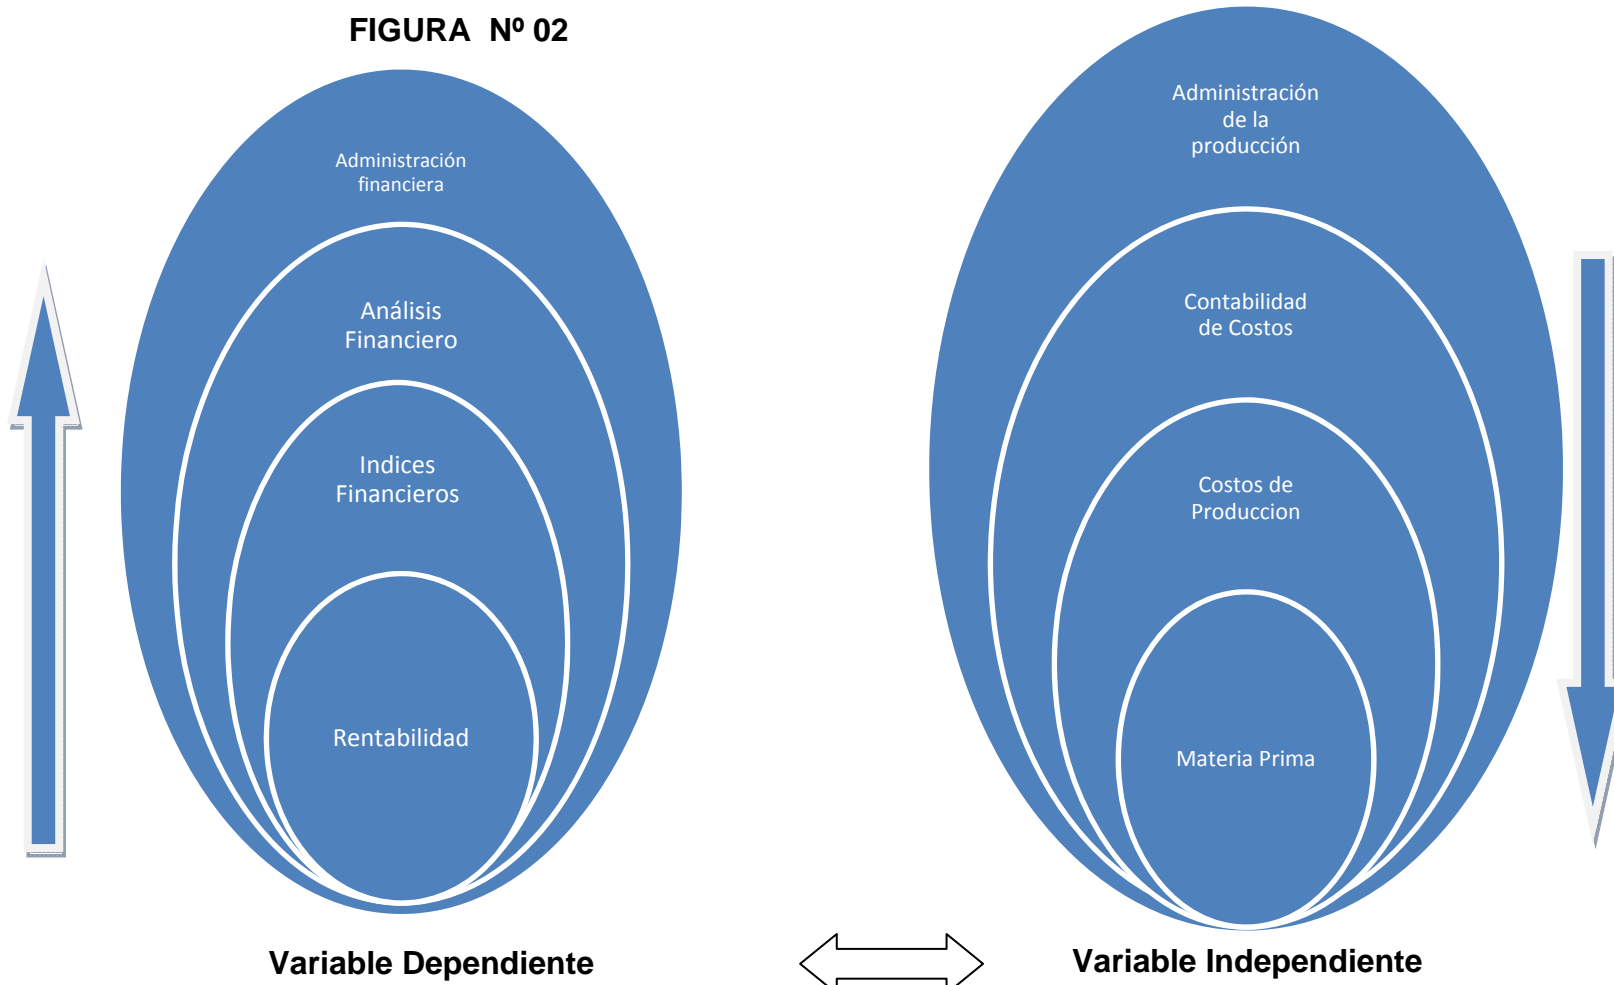 FIGURA Nº 02
Administración
financiera
Análisis
Financiero
Indices
Financieros
Rentabilidad
Variable Dependiente
Administración
de la
producción
Contabilidad
de Costos
Costos de
Produccion
Materia Prima
Variable Independiente